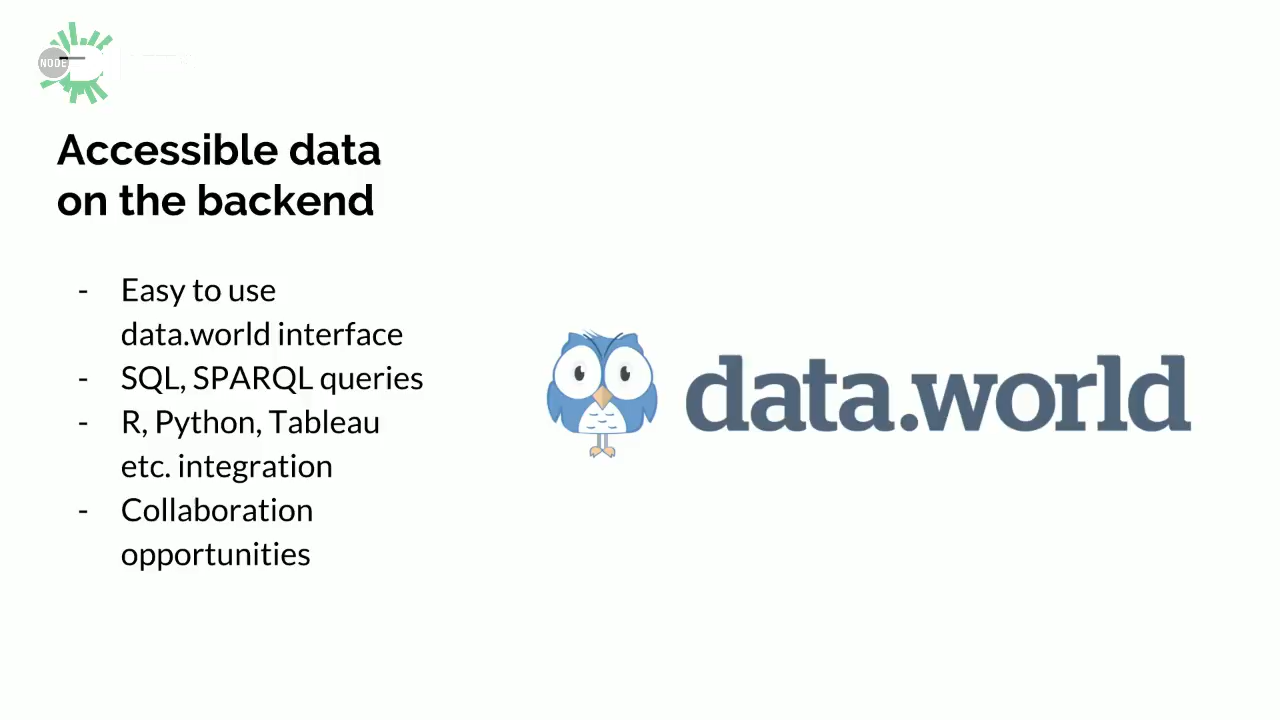 NODE
Accessible data
on the backend
- Easy to use
data.world interface
- SQL, SPARQL queries
- R, Python, Tableau
etc. integration
- Collaboration
opportunities
data.world